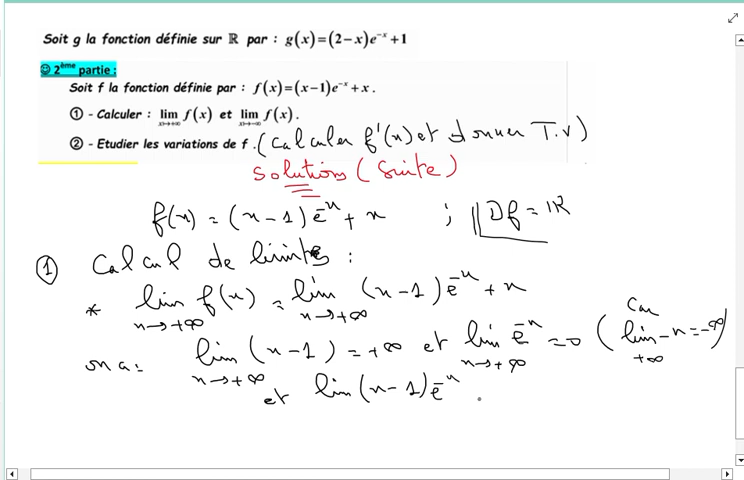 Soit g la fonction définie sur ℝ par : g(x)=(2-x)e^{-x}+1
☺ 2ème partie :
Soit f la fonction définie par : f(x)=(x-1)e^{-x}+x.
① - Calculer : lim_{x→+∞} f(x) et lim_{x→-∞} f(x).
② - Etudier les variations de f. (Calculer f'(x) et donner T.V)
Solutions (Suite)
f(x) = (x-1)e^{-x} + x ; Df = ℝ
① Calcul de limites :
* lim_{x→+∞} f(x) = lim_{x→+∞} (x-1)e^{-x} + x
on a: lim_{x→+∞} (x-1) = +∞ et lim_{x→+∞} e^{-x} = 0 (car lim_{+∞} -x = -∞)
et lim (x-1)e^{-x}